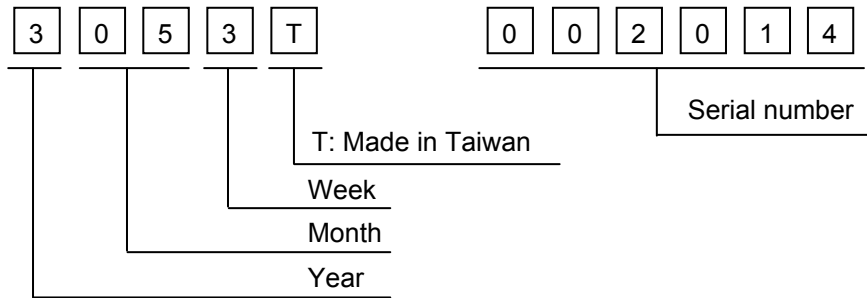 3 0 5 3 T 0 0 2 0 1 4
Serial number
T: Made in Taiwan
Week
Month
Year